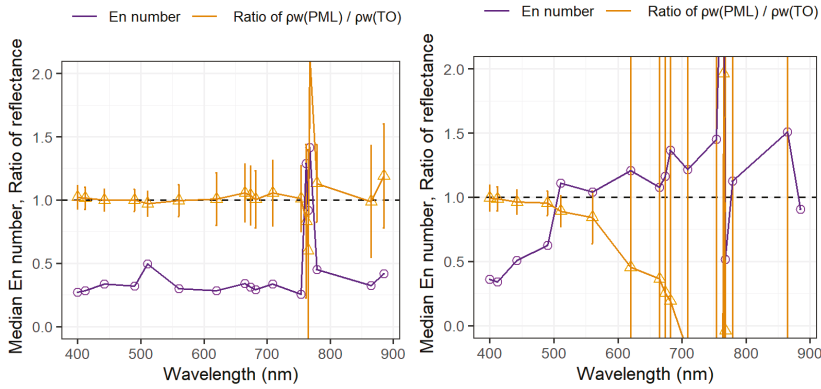 En number Ratio of ρw(PML) / ρw(TO)
Median En number, Ratio of reflectance
2.0
1.5
1.0
0.5
0.0
400 500 600 700 800 900
Wavelength (nm)
En number Ratio of ρw(PML) / ρw(TO)
Median En number, Ratio of reflectance
2.0
1.5
1.0
0.5
0.0
400 500 600 700 800 900
Wavelength (nm)